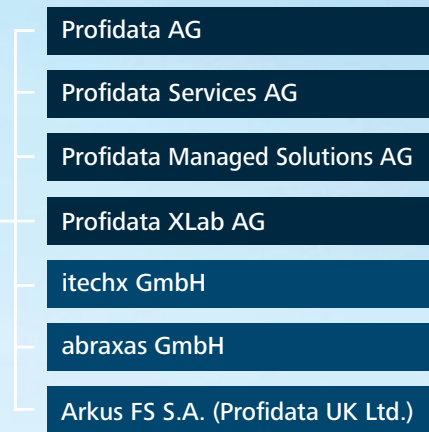 Profidata AG
Profidata Services AG
Profidata Managed Solutions AG
Profidata XLab AG
itechx GmbH
abraxas GmbH
Arkus FS S.A. (Profidata UK Ltd.)